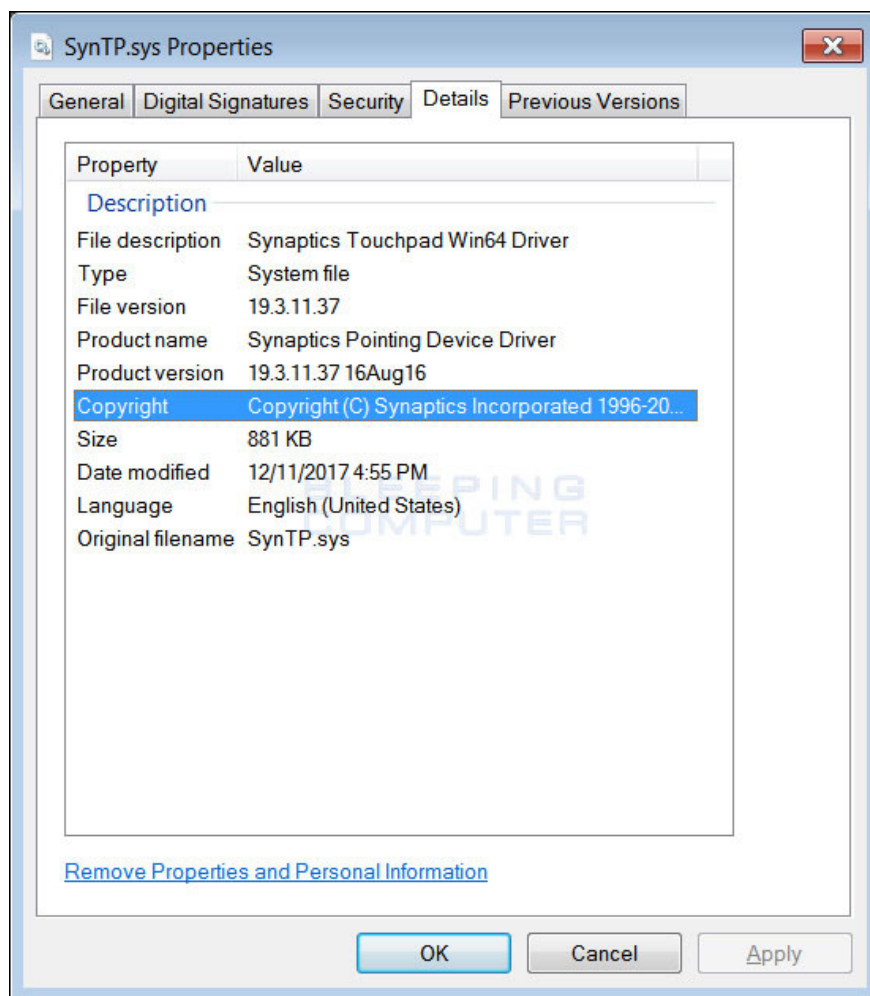 SynTP.sys Properties
General Digital Signatures Security Details Previous Versions
Property Value
Description
File description Synaptics Touchpad Win64 Driver
Type System file
File version 19.3.11.37
Product name Synaptics Pointing Device Driver
Product version 19.3.11.37 16Aug16
Copyright Copyright (C) Synaptics Incorporated 1996-20...
Size 881 KB
Date modified 12/11/2017 4:55 PM
Language English (United States)
Original filename SynTP.sys
BLEEPING
COMPUTER
Remove Properties and Personal Information
OK Cancel Apply